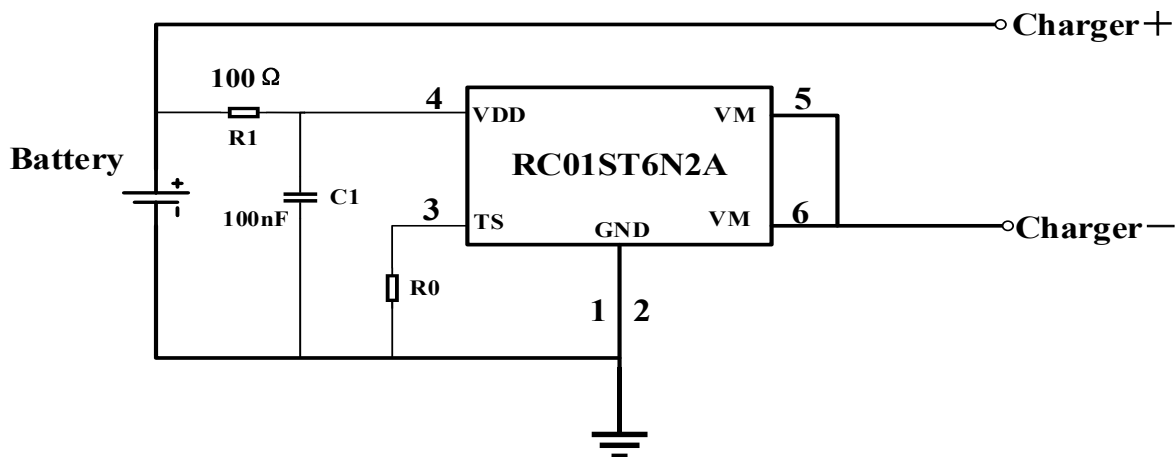 Charger+
100Ω
4
VDD
VM
5
R1
Battery
RC01ST6N2A
+
C1
3
100nF
TS
GND
VM
6
Charger−
R0
1
2